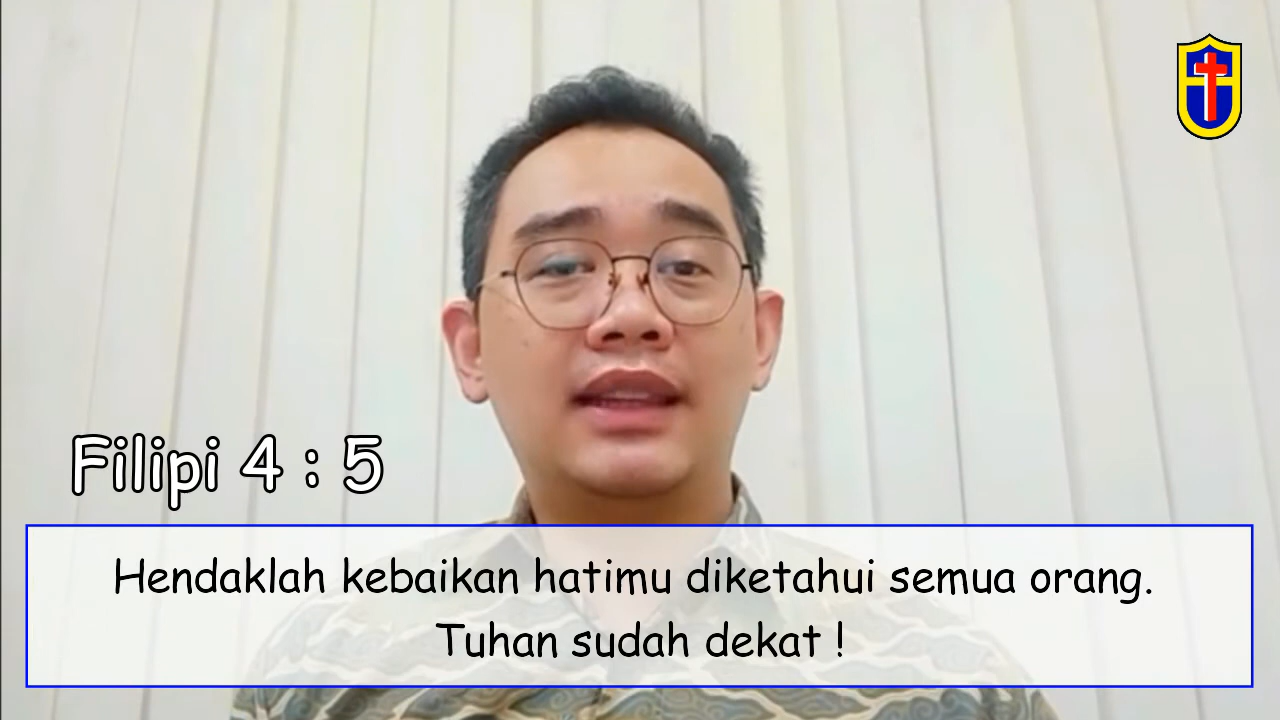 Filipi 4 : 5
Hendaklah kebaikan hatimu diketahui semua orang.
Tuhan sudah dekat !